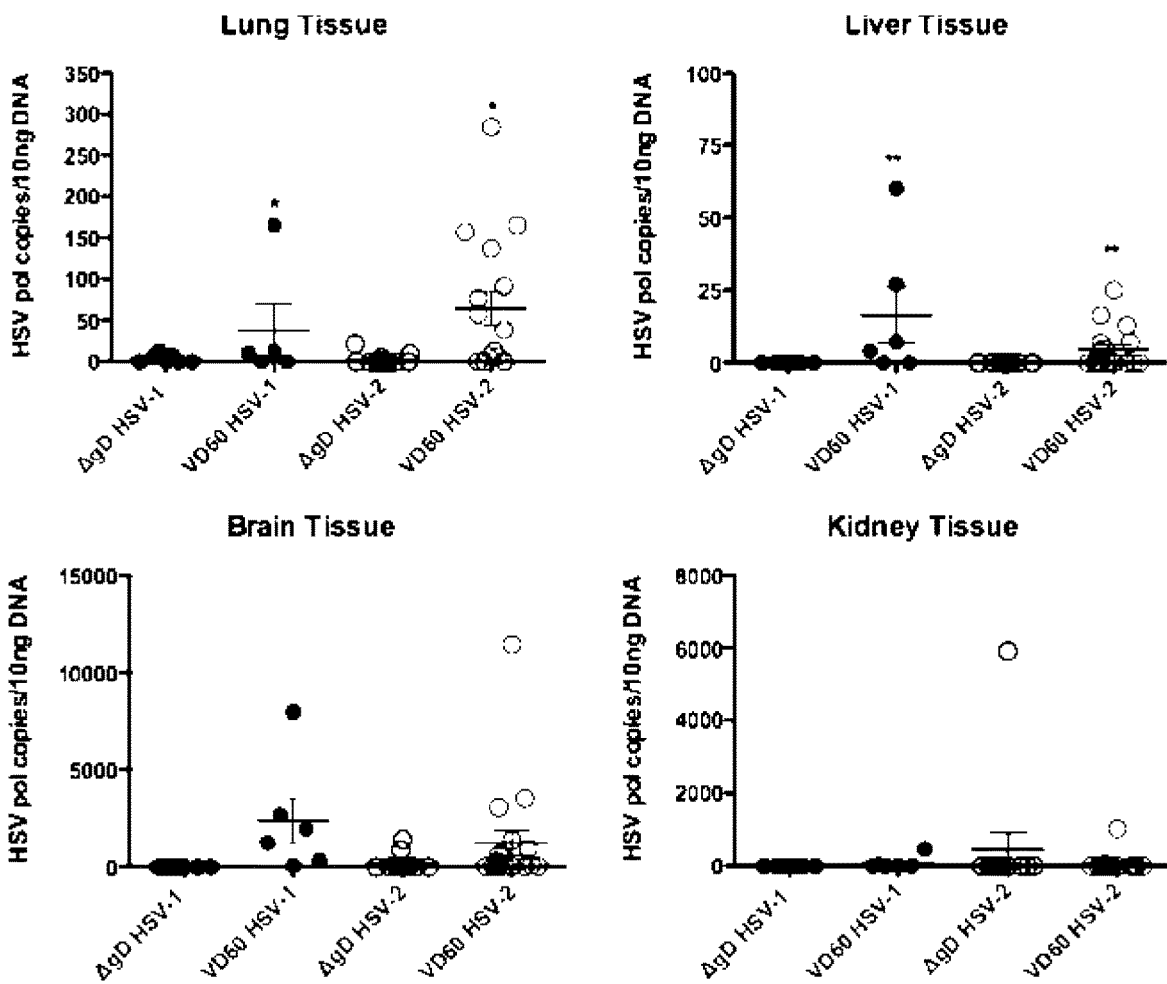 Lung Tissue
HSV pol copies/10ng DNA
350
300
250
200
150
100
50
0
*
*
ΔgD HSV-1
VD60 HSV-1
ΔgD HSV-2
VD60 HSV-2
Liver Tissue
HSV pol copies/10ng DNA
100
75
50
25
0
**
**
ΔgD HSV-1
VD60 HSV-1
ΔgD HSV-2
VD60 HSV-2
Brain Tissue
HSV pol copies/10ng DNA
15000
10000
5000
0
ΔgD HSV-1
VD60 HSV-1
ΔgD HSV-2
VD60 HSV-2
Kidney Tissue
HSV pol copies/10ng DNA
8000
6000
4000
2000
0
ΔgD HSV-1
VD60 HSV-1
ΔgD HSV-2
VD60 HSV-2